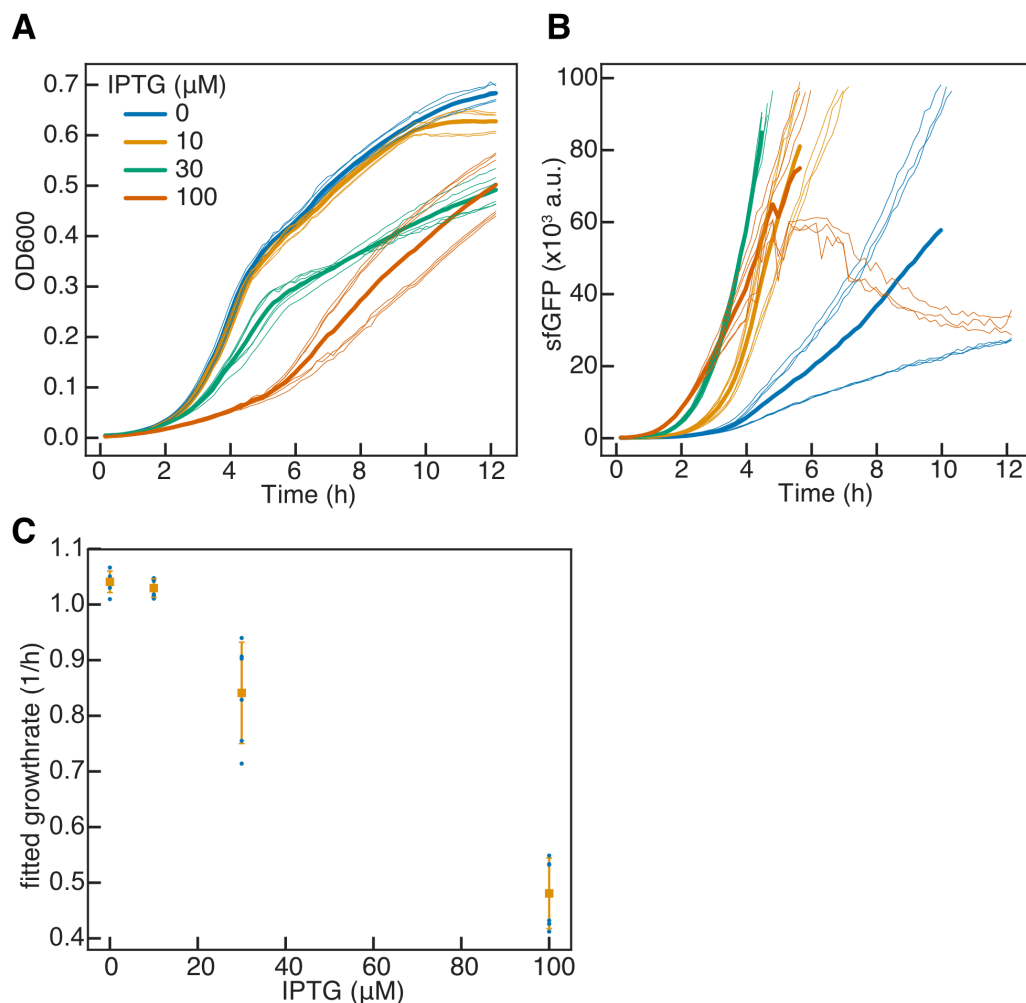 A
IPTG (µM)
0
10
30
100
0.7
0.6
0.5
0.4
0.3
0.2
0.1
0.0
OD600
0 2 4 6 8 10 12
Time (h)
B
100
80
60
40
20
0
sfGFP (x10³ a.u.)
0 2 4 6 8 10 12
Time (h)
C
1.1
1.0
0.9
0.8
0.7
0.6
0.5
0.4
fitted growthrate (1/h)
0 20 40 60 80 100
IPTG (µM)